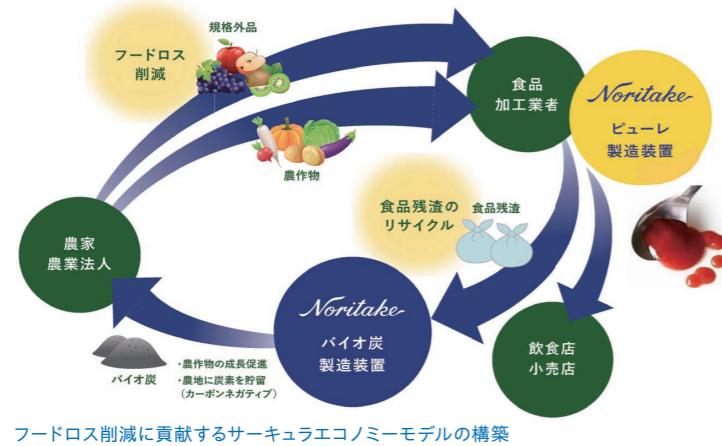 規格外品
フードロス
削減
食品
加工業者
Noritake
ピューレ
製造装置
農作物
食品残渣の
リサイクル
食品残渣
農家
農業法人
Noritake
バイオ炭
製造装置
飲食店
小売店
バイオ炭
・農作物の成長促進
・農地に炭素を貯留
（カーボンネガティブ）
フードロス削減に貢献するサーキュラエコノミーモデルの構築